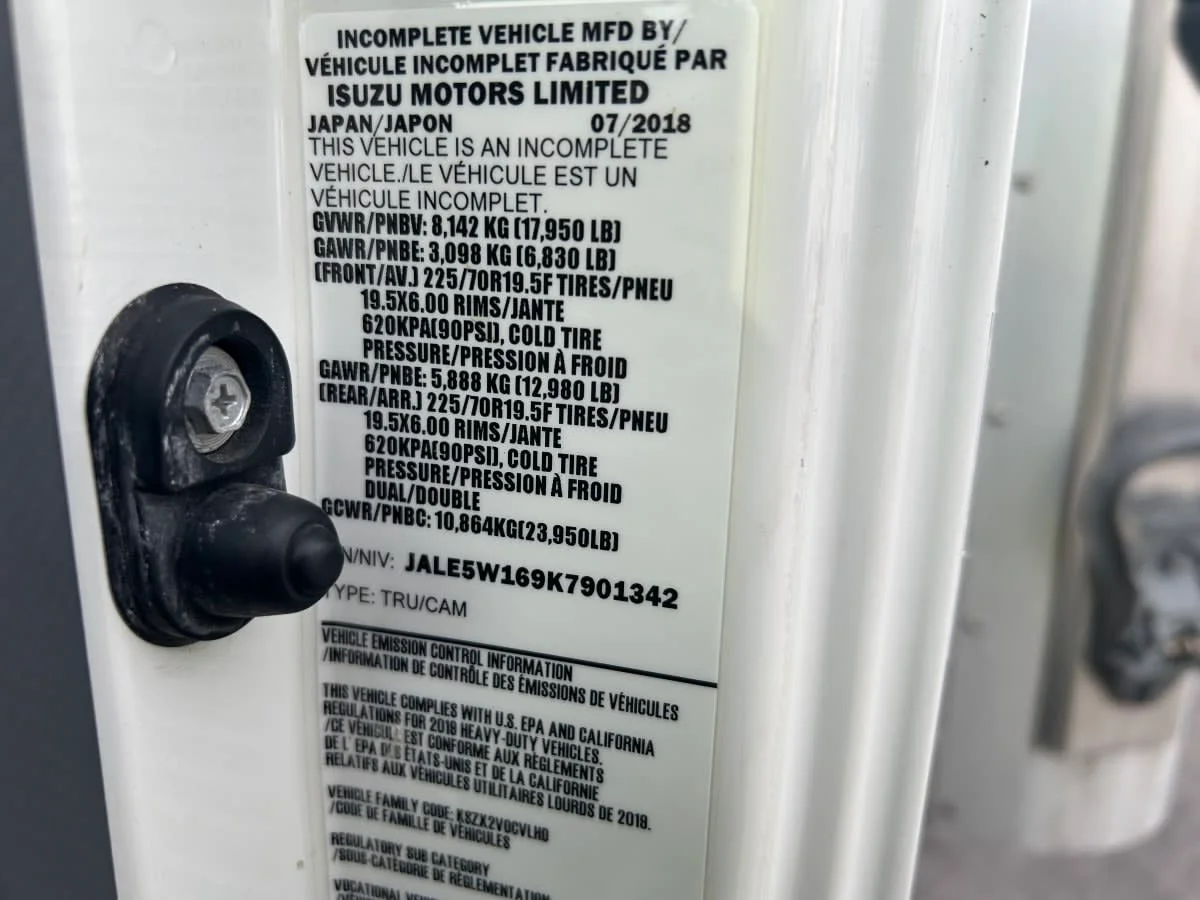 INCOMPLETE VEHICLE MFD BY/
VÉHICULE INCOMPLET FABRIQUÉ PAR
ISUZU MOTORS LIMITED
JAPAN/JAPON 07/2018
THIS VEHICLE IS AN INCOMPLETE
VEHICLE./LE VÉHICULE EST UN
VÉHICULE INCOMPLET.
GVWR/PNBV: 8,142 KG (17,950 LB)
GAWR/PNBE: 3,098 KG (6,830 LB)
(FRONT/AV.) 225/70R19.5F TIRES/PNEU
19.5X6.00 RIMS/JANTE
620KPA(90PSI), COLD TIRE
PRESSURE/PRESSION À FROID
GAWR/PNBE: 5,888 KG (12,980 LB)
(REAR/ARR.) 225/70R19.5F TIRES/PNEU
19.5X6.00 RIMS/JANTE
620KPA(90PSI), COLD TIRE
PRESSURE/PRESSION À FROID
DUAL/DOUBLE
GCWR/PNBC: 10,864KG(23,950LB)
N/NIV: JALE5W169K7901342
TYPE: TRU/CAM
VEHICLE EMISSION CONTROL INFORMATION
/INFORMATION DE CONTRÔLE DES ÉMISSIONS DE VÉHICULES
THIS VEHICLE COMPLIES WITH U.S. EPA AND CALIFORNIA
REGULATIONS FOR 2019 HEAVY-DUTY VEHICLES.
/CE VÉHICULE EST CONFORME AUX RÈGLEMENTS
DE L'EPA DES ÉTATS-UNIS ET DE LA CALIFORNIE
RELATIFS AUX VÉHICULES UTILITAIRES LOURDS DE 2019.
VEHICLE FAMILY CODE: KSZX2VOCVLHD
/CODE DE FAMILLE DE VÉHICULES
REGULATORY SUB CATEGORY
/SOUS-CATÉGORIE DE RÉGLEMENTATION
VOCATIONAL